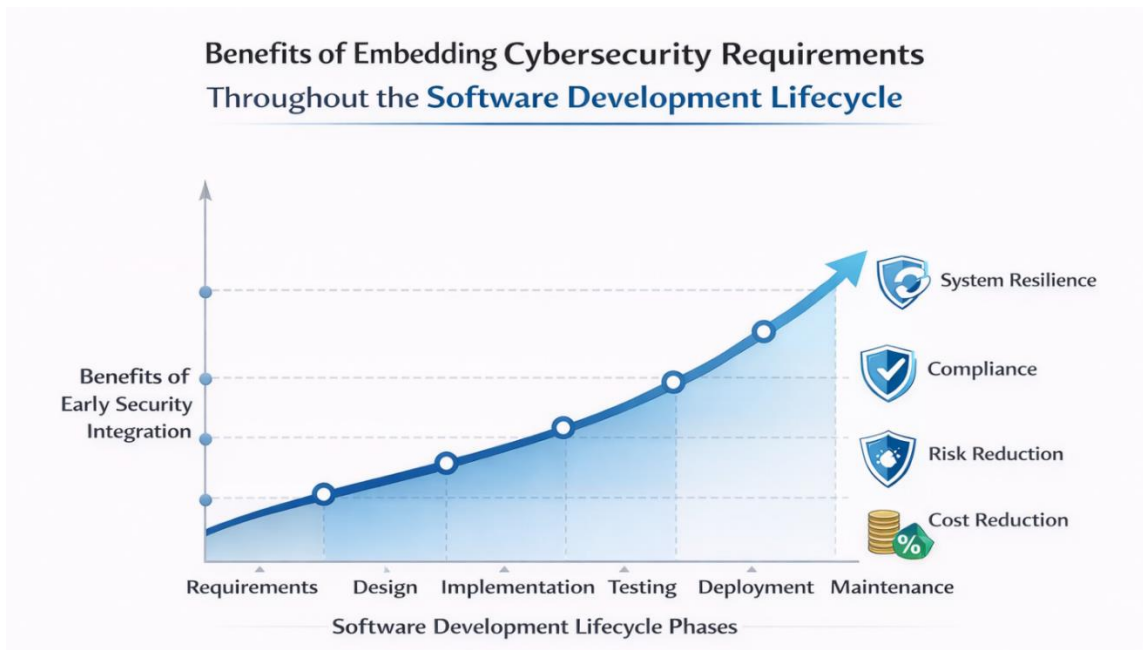 Benefits of Embedding Cybersecurity Requirements
Throughout the Software Development Lifecycle
Benefits of
Early Security
Integration
System Resilience
Compliance
Risk Reduction
%
Cost Reduction
Requirements
Design
Implementation
Testing
Deployment
Maintenance
Software Development Lifecycle Phases